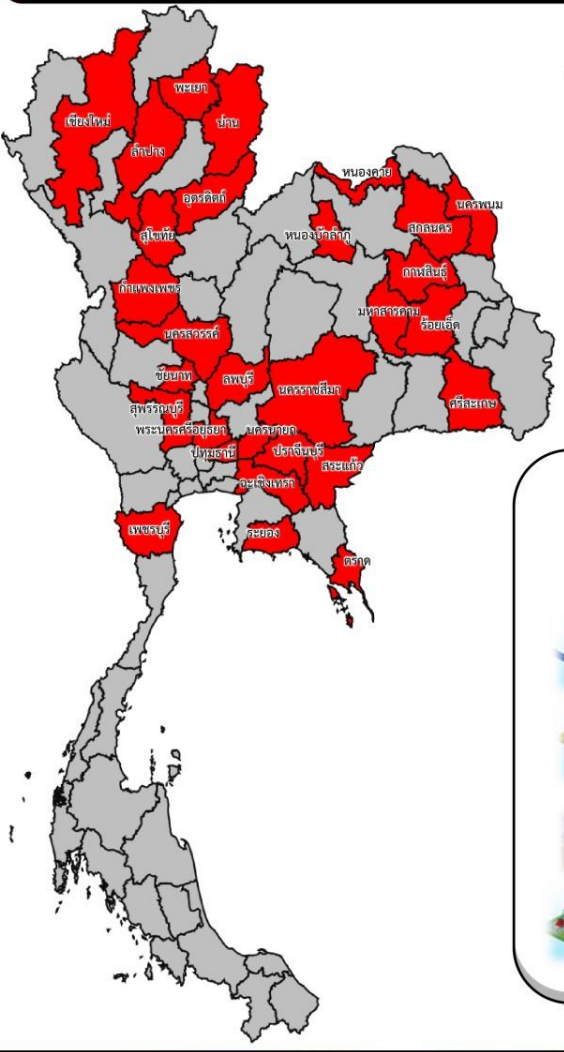 พะเยา
เชียงใหม่
น่าน
ลำปาง
หนองคาย
อุตรดิตถ์
นครพนม
สกลนคร
สุโขทัย
หนองบัวลำภู
กาฬสินธุ์
กำแพงเพชร
มหาสารคาม
ร้อยเอ็ด
นครสวรรค์
ชัยนาท
ลพบุรี
นครราชสีมา
ศรีสะเกษ
สุพรรณบุรี
พระนครศรีอยุธยา
นครนายก
ปทุมธานี
ปราจีนบุรี
สระแก้ว
ฉะเชิงเทรา
เพชรบุรี
ระยอง
ตราด